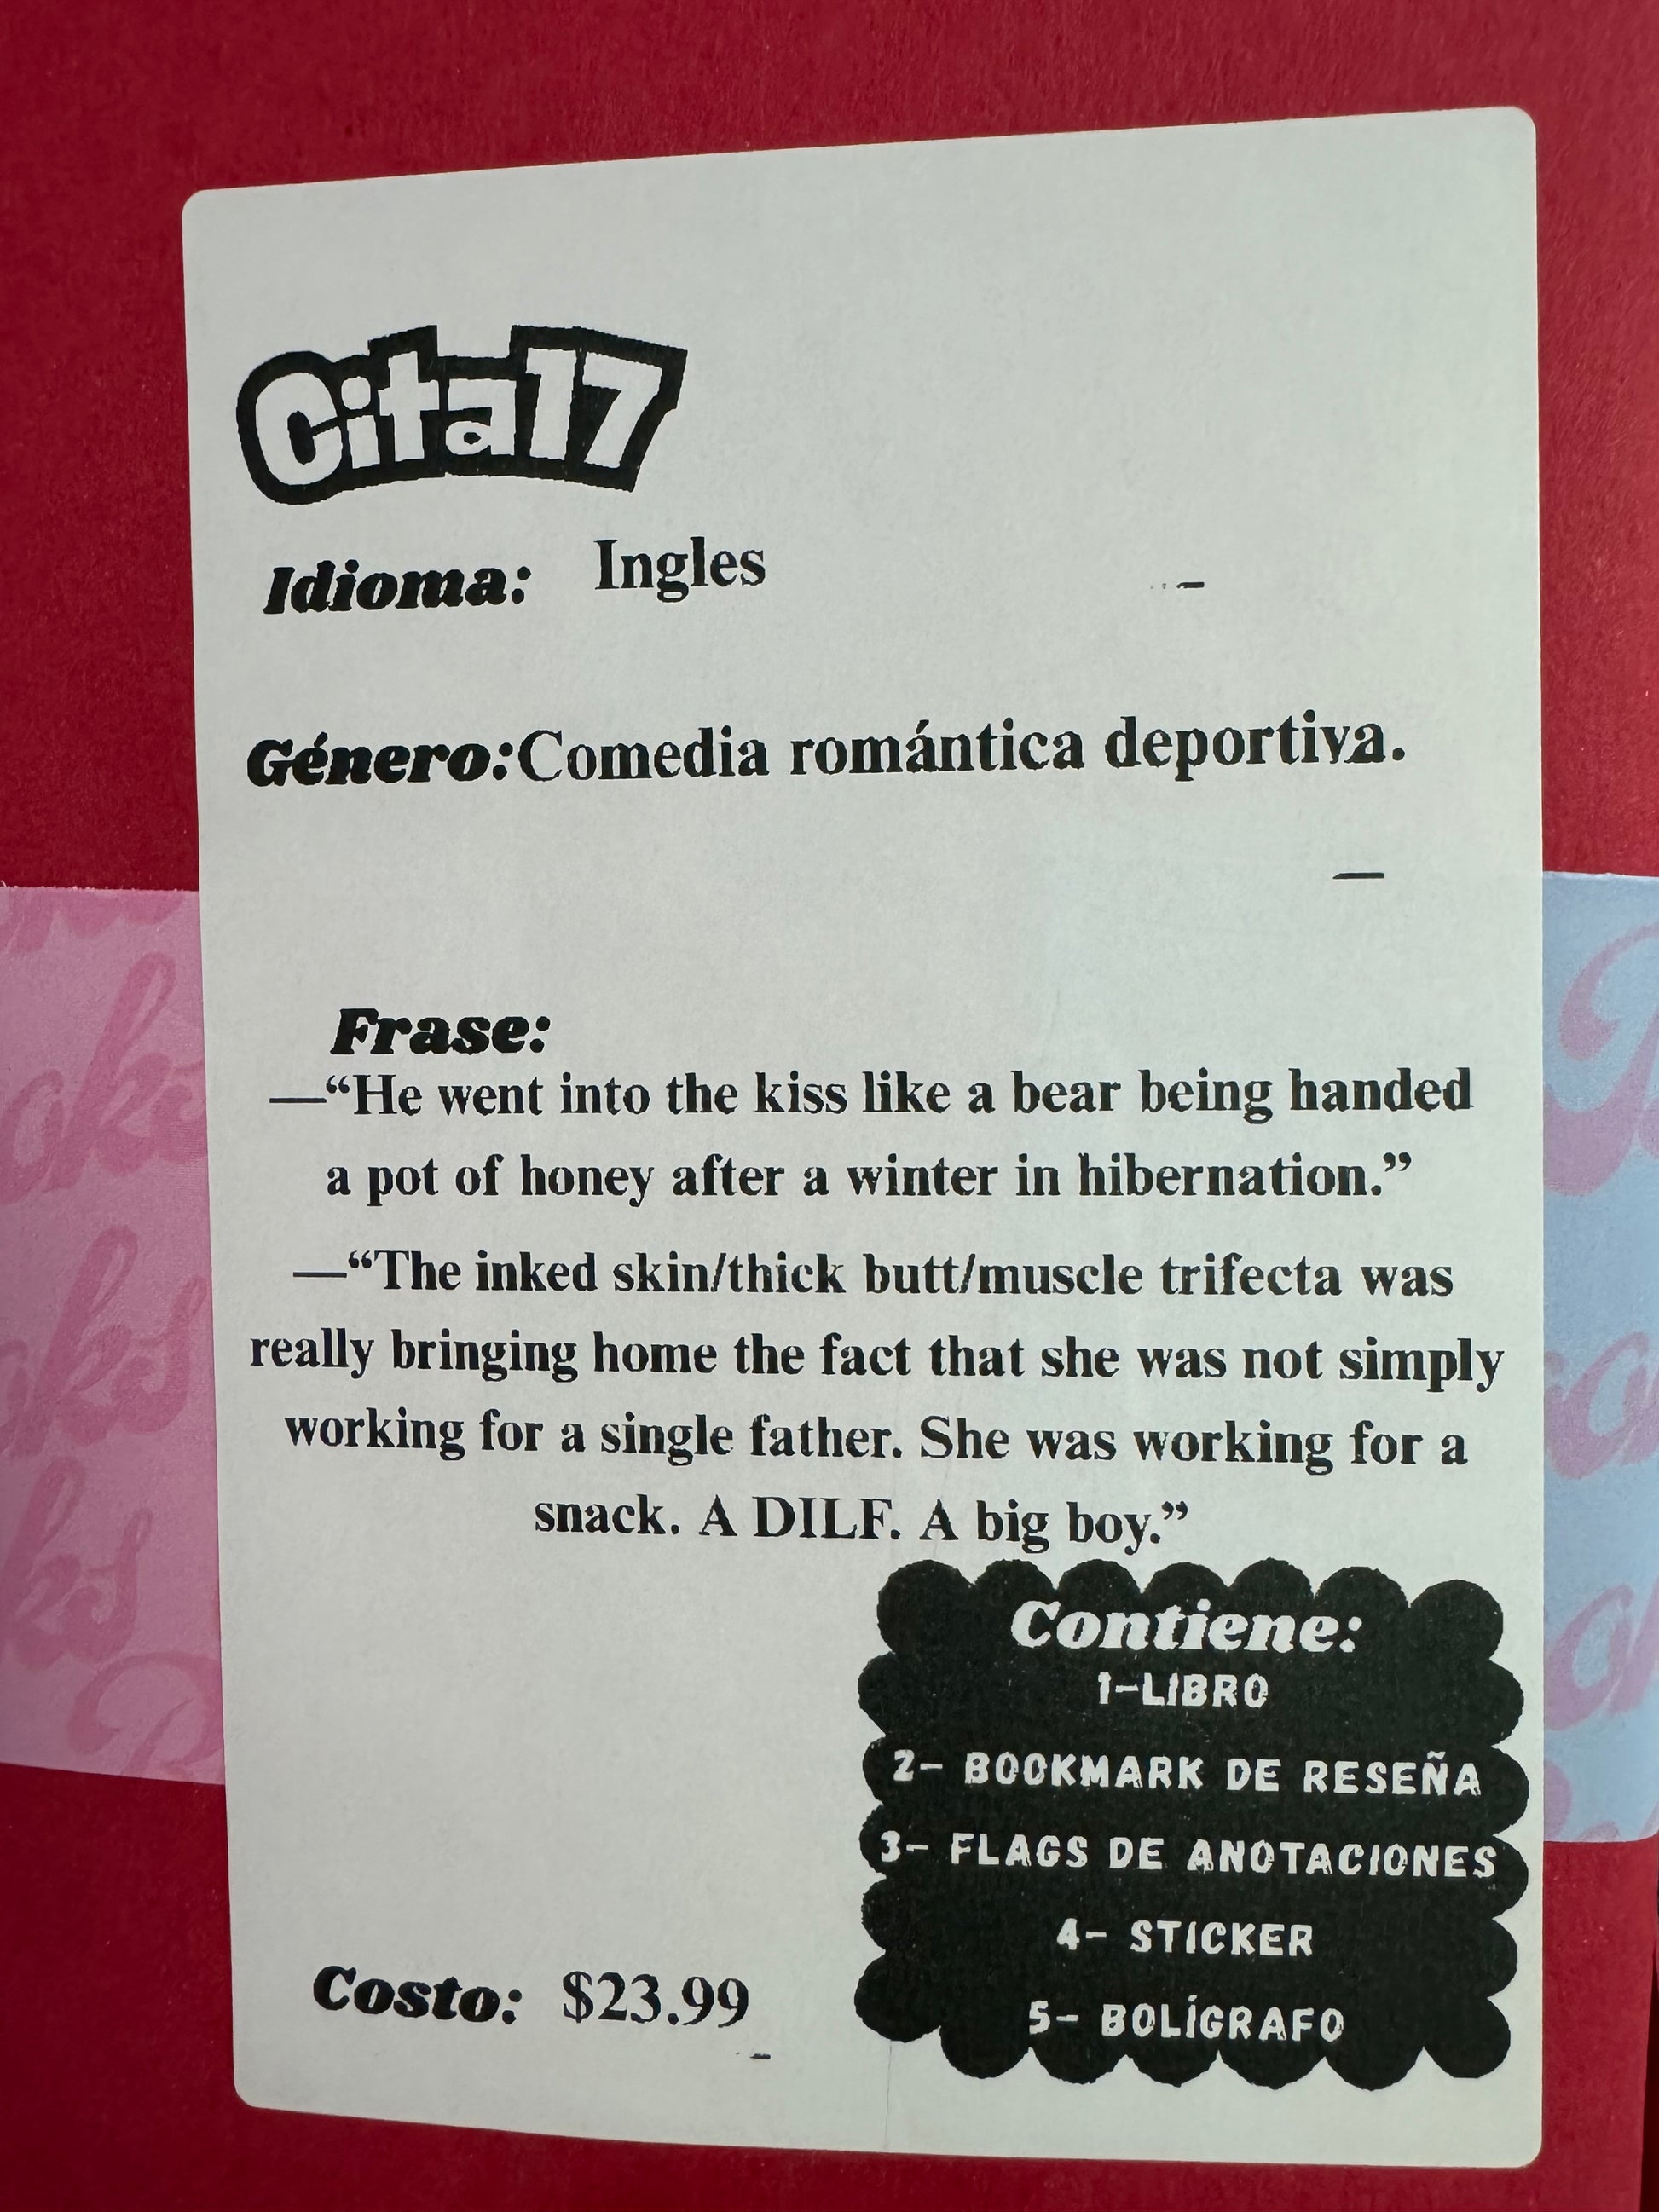 Cita17
Idioma: Ingles
Género: Comedia romántica deportiva.
Frase:
—“He went into the kiss like a bear being handed
a pot of honey after a winter in hibernation.”
—“The inked skin/thick butt/muscle trifecta was
really bringing home the fact that she was not simply
working for a single father. She was working for a
snack. A DILF. A big boy.”
Contiene:
1-LIBRO
2- BOOKMARK DE RESEÑA
3- FLAGS DE ANOTACIONES
4- STICKER
5- BOLÍGRAFO
Costo: $23.99